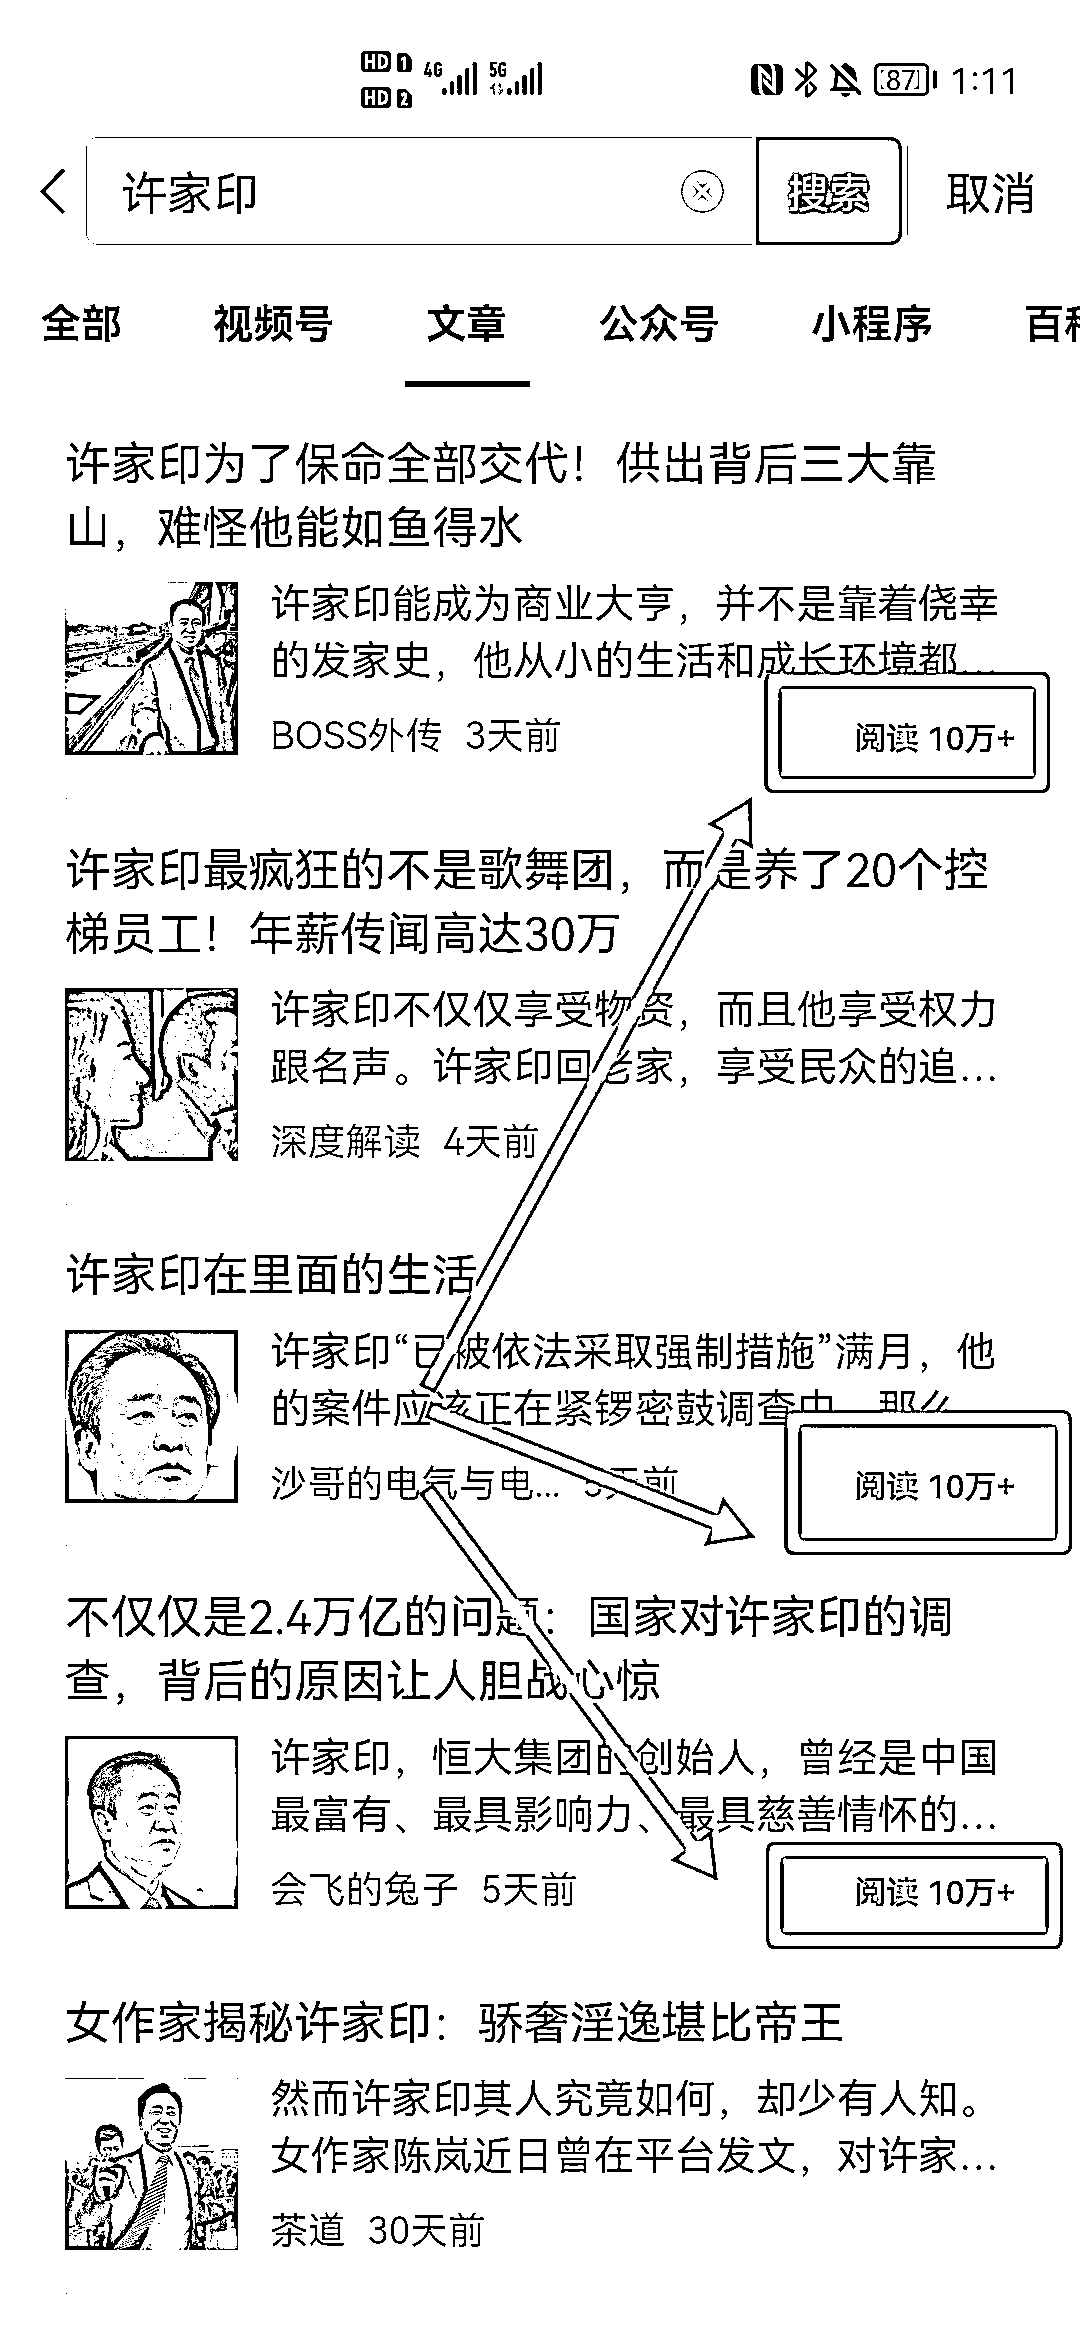 HD 1 4G 5G 87 1:11
HD 2
许家印 搜索 取消
全部 视频号 文章 公众号 小程序
许家印为了保命全部交代！供出背后三大靠
山，难怪他能如鱼得水
许家印能成为商业大亨，并不是靠着侥幸
的发家史，他从小的生活和成长环境都...
BOSS外传 3天前 阅读 10万+
许家印最疯狂的不是歌舞团，而是养了20个控
梯员工！年薪传闻高达30万
许家印不仅仅享受物资，而且他享受权力
跟名声。许家印回老家，享受民众的追...
深度解读 4天前
许家印在里面的生活
许家印“已被依法采取强制措施”满月，他
的案件应该正在紧锣密鼓调查中，那么
沙哥的电气与电... 5天前 阅读 10万+
不仅仅是2.4万亿的问题：国家对许家印的调
查，背后的原因让人胆战心惊
许家印，恒大集团的创始人，曾经是中国
最富有、最具影响力、最具慈善情怀的...
会飞的兔子 5天前 阅读 10万+
女作家揭秘许家印：骄奢淫逸堪比帝王
然而许家印其人究竟如何，却少有人知。
女作家陈岚近日曾在平台发文，对许家...
茶道 30天前